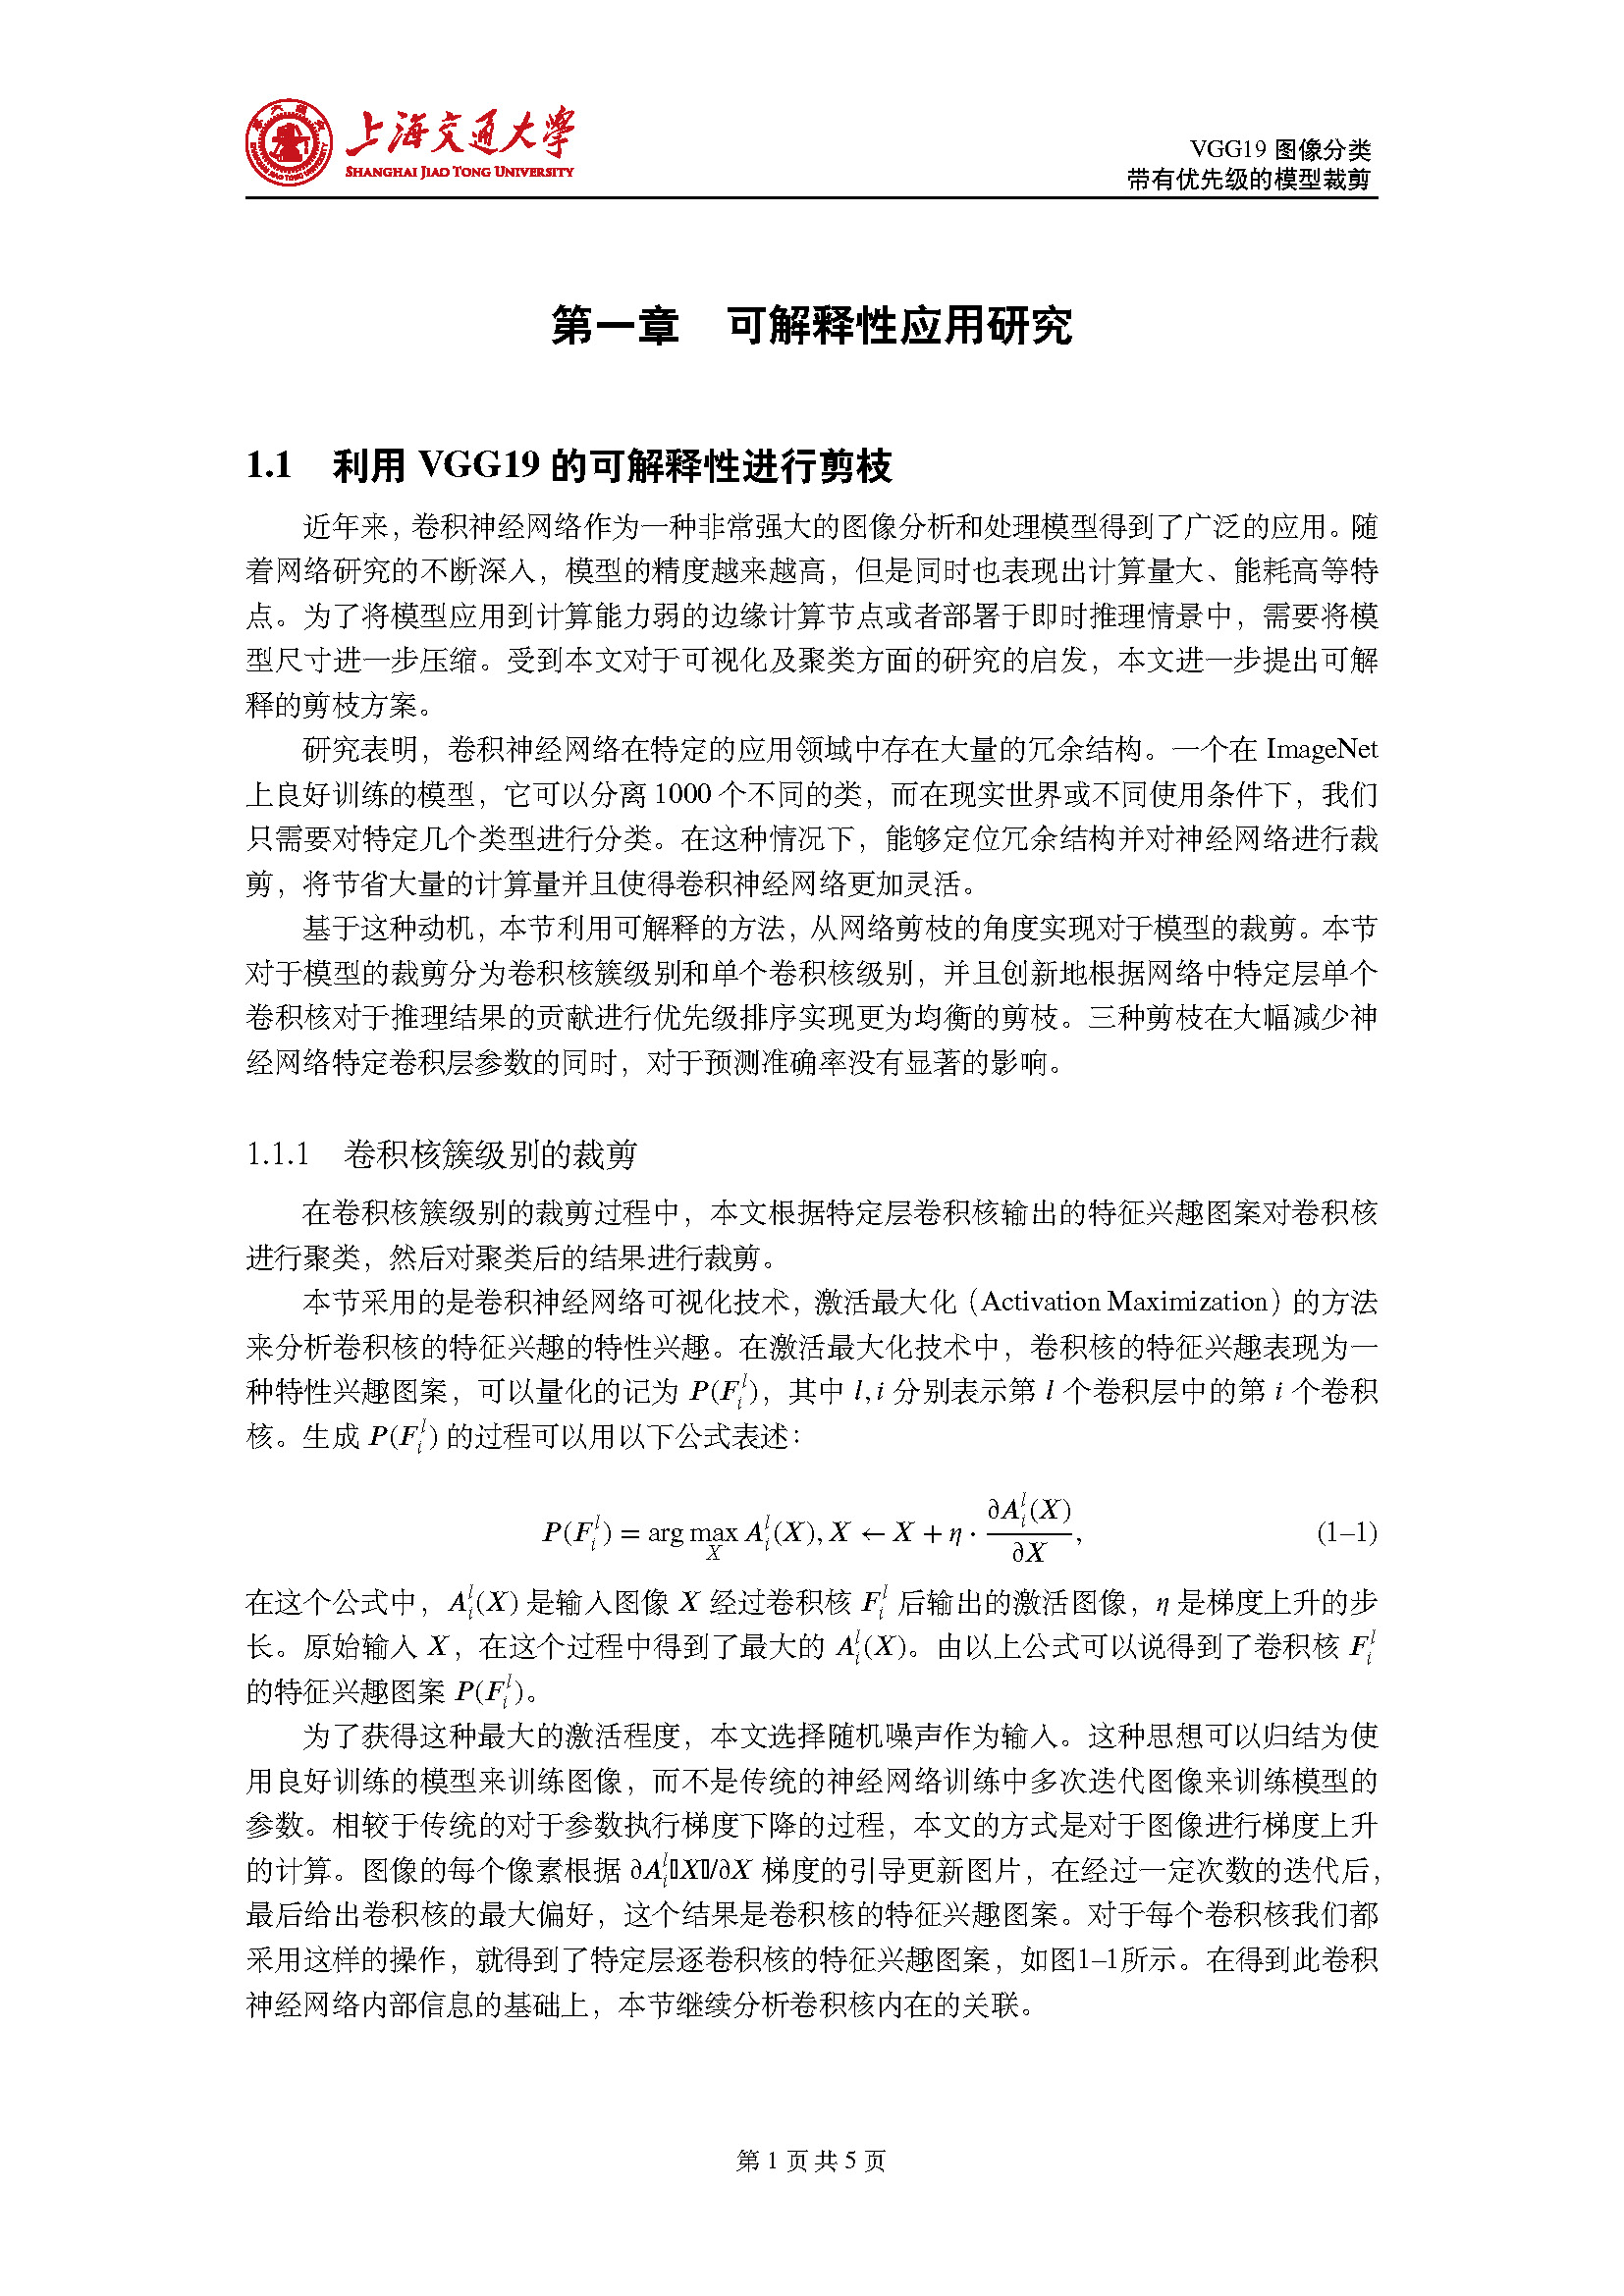 上海交通大学
SHANGHAI JIAO TONG UNIVERSITY
VGG19 图像分类
带有优先级的模型裁剪
第一章 可解释性应用研究
1.1 利用 VGG19 的可解释性进行剪枝
近年来，卷积神经网络作为一种非常强大的图像分析和处理模型得到了广泛的应用。随
着网络研究的不断深入，模型的精度越来越高，但是同时也表现出计算量大、能耗高等特
点。为了将模型应用到计算能力弱的边缘计算节点或者部署于即时推理情景中，需要将模
型尺寸进一步压缩。受到本文对于可视化及聚类方面的研究的启发，本文进一步提出可解
释的剪枝方案。
研究表明，卷积神经网络在特定的应用领域中存在大量的冗余结构。一个在 ImageNet
上良好训练的模型，它可以分离 1000 个不同的类，而在现实世界或不同使用条件下，我们
只需要对特定几个类型进行分类。在这种情况下，能够定位冗余结构并对神经网络进行裁
剪，将节省大量的计算量并且使得卷积神经网络更加灵活。
基于这种动机，本节利用可解释的方法，从网络剪枝的角度实现对于模型的裁剪。本节
对于模型的裁剪分为卷积核簇级别和单个卷积核级别，并且创新地根据网络中特定层单个
卷积核对于推理结果的贡献进行优先级排序实现更为均衡的剪枝。三种剪枝在大幅减少神
经网络特定卷积层参数的同时，对于预测准确率没有显著的影响。
1.1.1 卷积核簇级别的裁剪
在卷积核簇级别的裁剪过程中，本文根据特定层卷积核输出的特征兴趣图案对卷积核
进行聚类，然后对聚类后的结果进行裁剪。
本节采用的是卷积神经网络可视化技术，激活最大化（Activation Maximization）的方法
来分析卷积核的特征兴趣的特性兴趣。在激活最大化技术中，卷积核的特征兴趣表现为一
种特性兴趣图案，可以量化的记为 P(F_i^l)，其中 l, i 分别表示第 l 个卷积层中的第 i 个卷积
核。生成 P(F_i^l) 的过程可以用以下公式表述：
P(F_i^l) = arg max_X A_i^l(X), X ← X + η · ∂A_i^l(X)/∂X, (1–1)
在这个公式中，A_i^l(X) 是输入图像 X 经过卷积核 F_i^l 后输出的激活图像，η 是梯度上升的步
长。原始输入 X，在这个过程中得到了最大的 A_i^l(X)。由以上公式可以说得到了卷积核 F_i^l
的特征兴趣图案 P(F_i^l)。
为了获得这种最大的激活程度，本文选择随机噪声作为输入。这种思想可以归结为使
用良好训练的模型来训练图像，而不是传统的神经网络训练中多次迭代图像来训练模型的
参数。相较于传统的对于参数执行梯度下降的过程，本文的方式是对于图像进行梯度上升
的计算。图像的每个像素根据 ∂A_i^l▯X▯/∂X 梯度的引导更新图片，在经过一定次数的迭代后，
最后给出卷积核的最大偏好，这个结果是卷积核的特征兴趣图案。对于每个卷积核我们都
采用这样的操作，就得到了特定层逐卷积核的特征兴趣图案，如图1–1所示。在得到此卷积
神经网络内部信息的基础上，本节继续分析卷积核内在的关联。
第 1 页 共 5 页